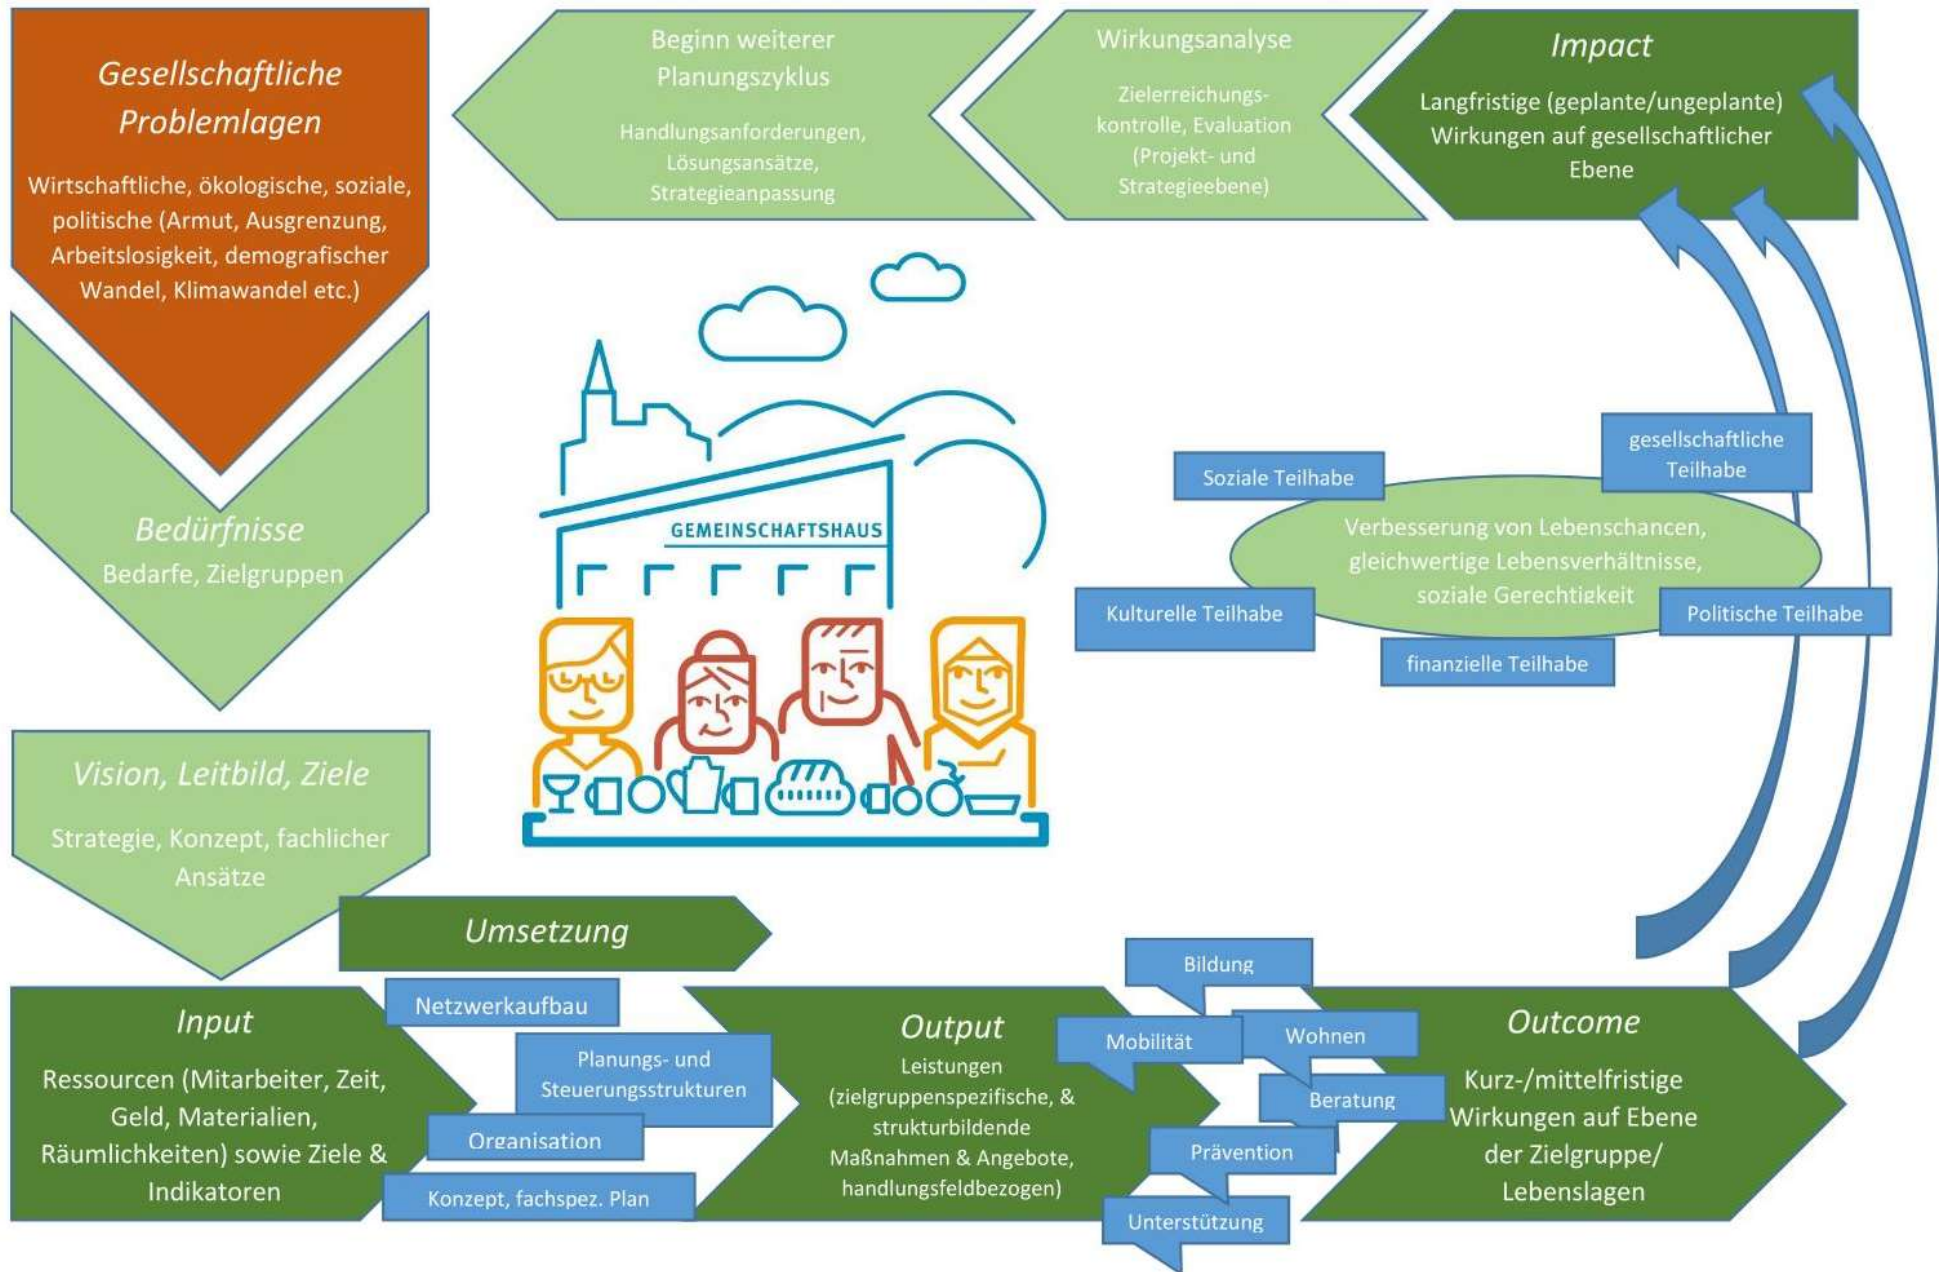 Gesellschaftliche
Problemlagen
Wirtschaftliche, ökologische, soziale,
politische (Armut, Ausgrenzung,
Arbeitslosigkeit, demografischer
Wandel, Klimawandel etc.)
Bedürfnisse
Bedarfe, Zielgruppen
Vision, Leitbild, Ziele
Strategie, Konzept, fachlicher
Ansätze
Umsetzung
Input
Ressourcen (Mitarbeiter, Zeit,
Geld, Materialien,
Räumlichkeiten) sowie Ziele &
Indikatoren
Netzwerkaufbau
Planungs- und
Steuerungsstrukturen
Organisation
Konzept, fachspez. Plan
Output
Leistungen
(zielgruppenspezifische, &
strukturbildende
Maßnahmen & Angebote,
handlungsfeldbezogen)
Bildung
Mobilität
Wohnen
Beratung
Prävention
Unterstützung
Outcome
Kurz-/mittelfristige
Wirkungen auf Ebene
der Zielgruppe/
Lebenslagen
Soziale Teilhabe
gesellschaftliche
Teilhabe
Verbesserung von Lebenschancen,
gleichwertige Lebensverhältnisse,
soziale Gerechtigkeit
Kulturelle Teilhabe
Politische Teilhabe
finanzielle Teilhabe
Impact
Langfristige (geplante/ungeplante)
Wirkungen auf gesellschaftlicher
Ebene
Wirkungsanalyse
Zielerreichungs-
kontrolle, Evaluation
(Projekt- und
Strategieebene)
Beginn weiterer
Planungszyklus
Handlungsanforderungen,
Lösungsansätze,
Strategieanpassung
GEMEINSCHAFTSHAUS